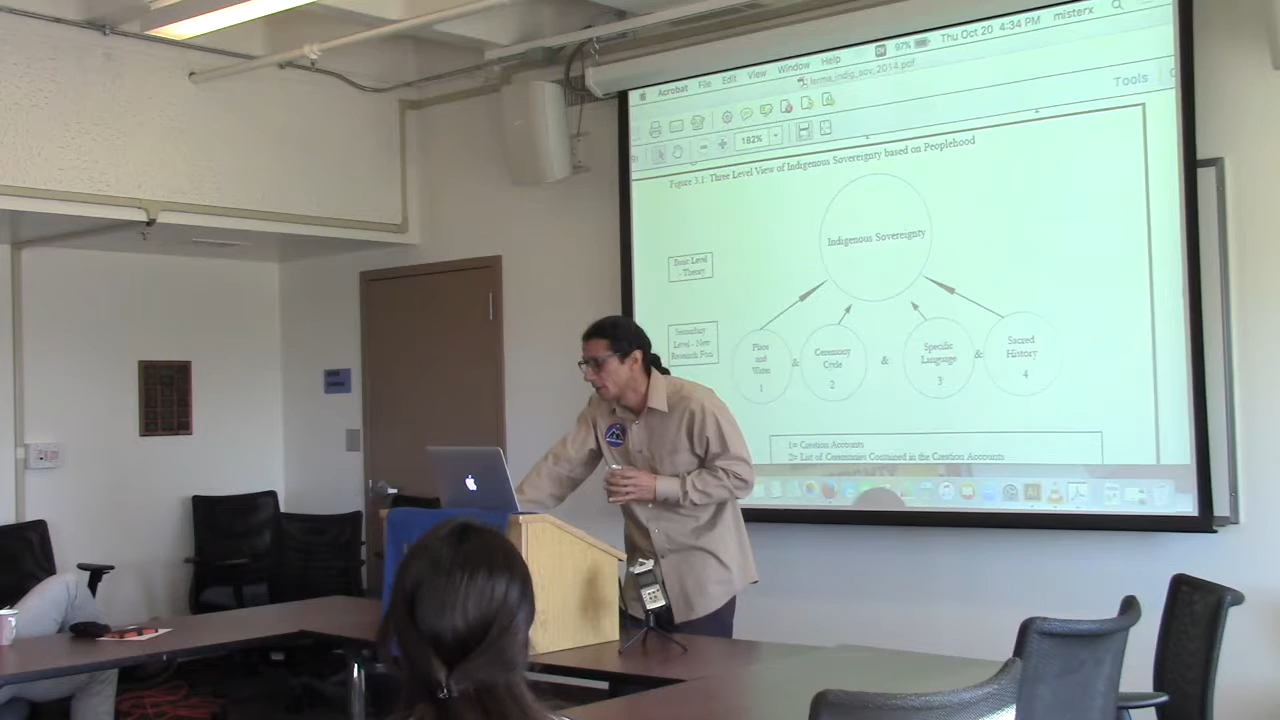 Acrobat File Edit View Window Help 97% Thu Oct 20 4:34 PM misterx
lerma_indig_sov_2014.pdf
Tools
182%
Figure 3.1: Three Level View of Indigenous Sovereignty based on Peoplehood
Indigenous Sovereignty
Basic Level
- Theory
Secondary
Level - New
Research Foci
Place
and
Water
1
&
Ceremony
Cycle
2
&
Specific
Language
3
&
Sacred
History
4
1= Creation Accounts
2= List of Ceremonies Contained in the Creation Accounts